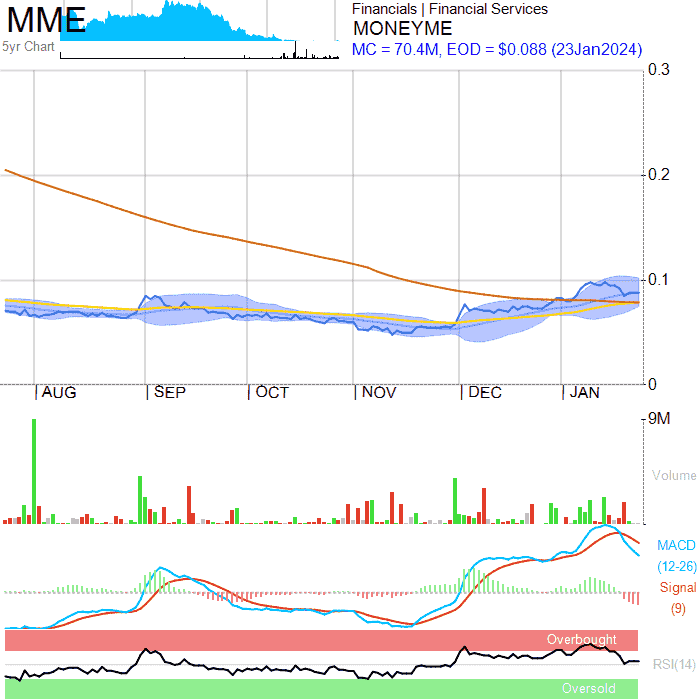 MME
5yr Chart
Financials | Financial Services
MONEYME
MC = 70.4M, EOD = $0.088 (23Jan2024)
0.3
0.2
0.1
0
AUG
SEP
OCT
NOV
DEC
JAN
9M
Volume
MACD
(12-26)
Signal
(9)
Overbought
RSI(14)
Oversold